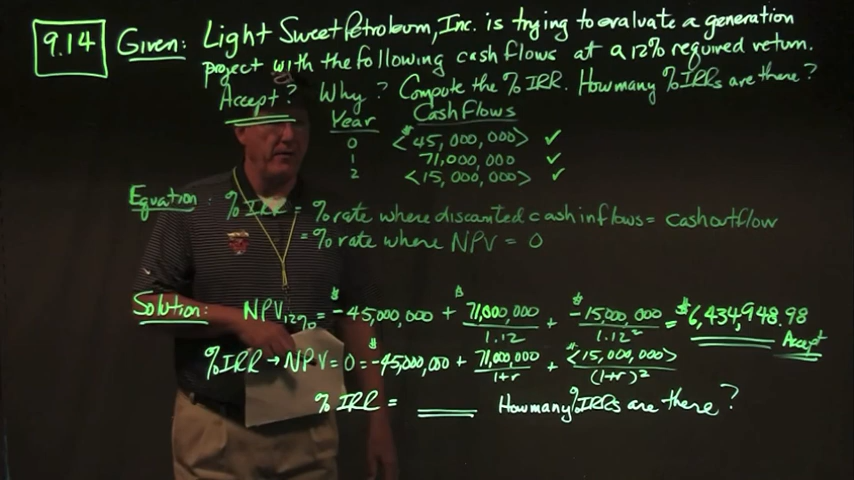 9.14 Given: Light Sweet Petroleum, Inc. is trying to evaluate a generation
project with the following cash flows at a 12% required return.
Accept? Why? Compute the % IRR. How many % IRRs are there?
Year Cash Flows
0 <$45,000,000> ✓
1 71,000,000 ✓
2 <15,000,000> ✓
Equation: % IRR = % rate where discounted cash inflows = cash outflow
= % rate where NPV = 0
Solution: NPV12% = $-45,000,000 + $71,000,000/1.12 + $-15,000,000/1.12² = $6,434,948.98
Accept
% IRR → NPV = 0 = $-45,000,000 + 71,000,000/1+r + $<15,000,000>/(1+r)²
% IRR = ____ How many % IRRs are there?